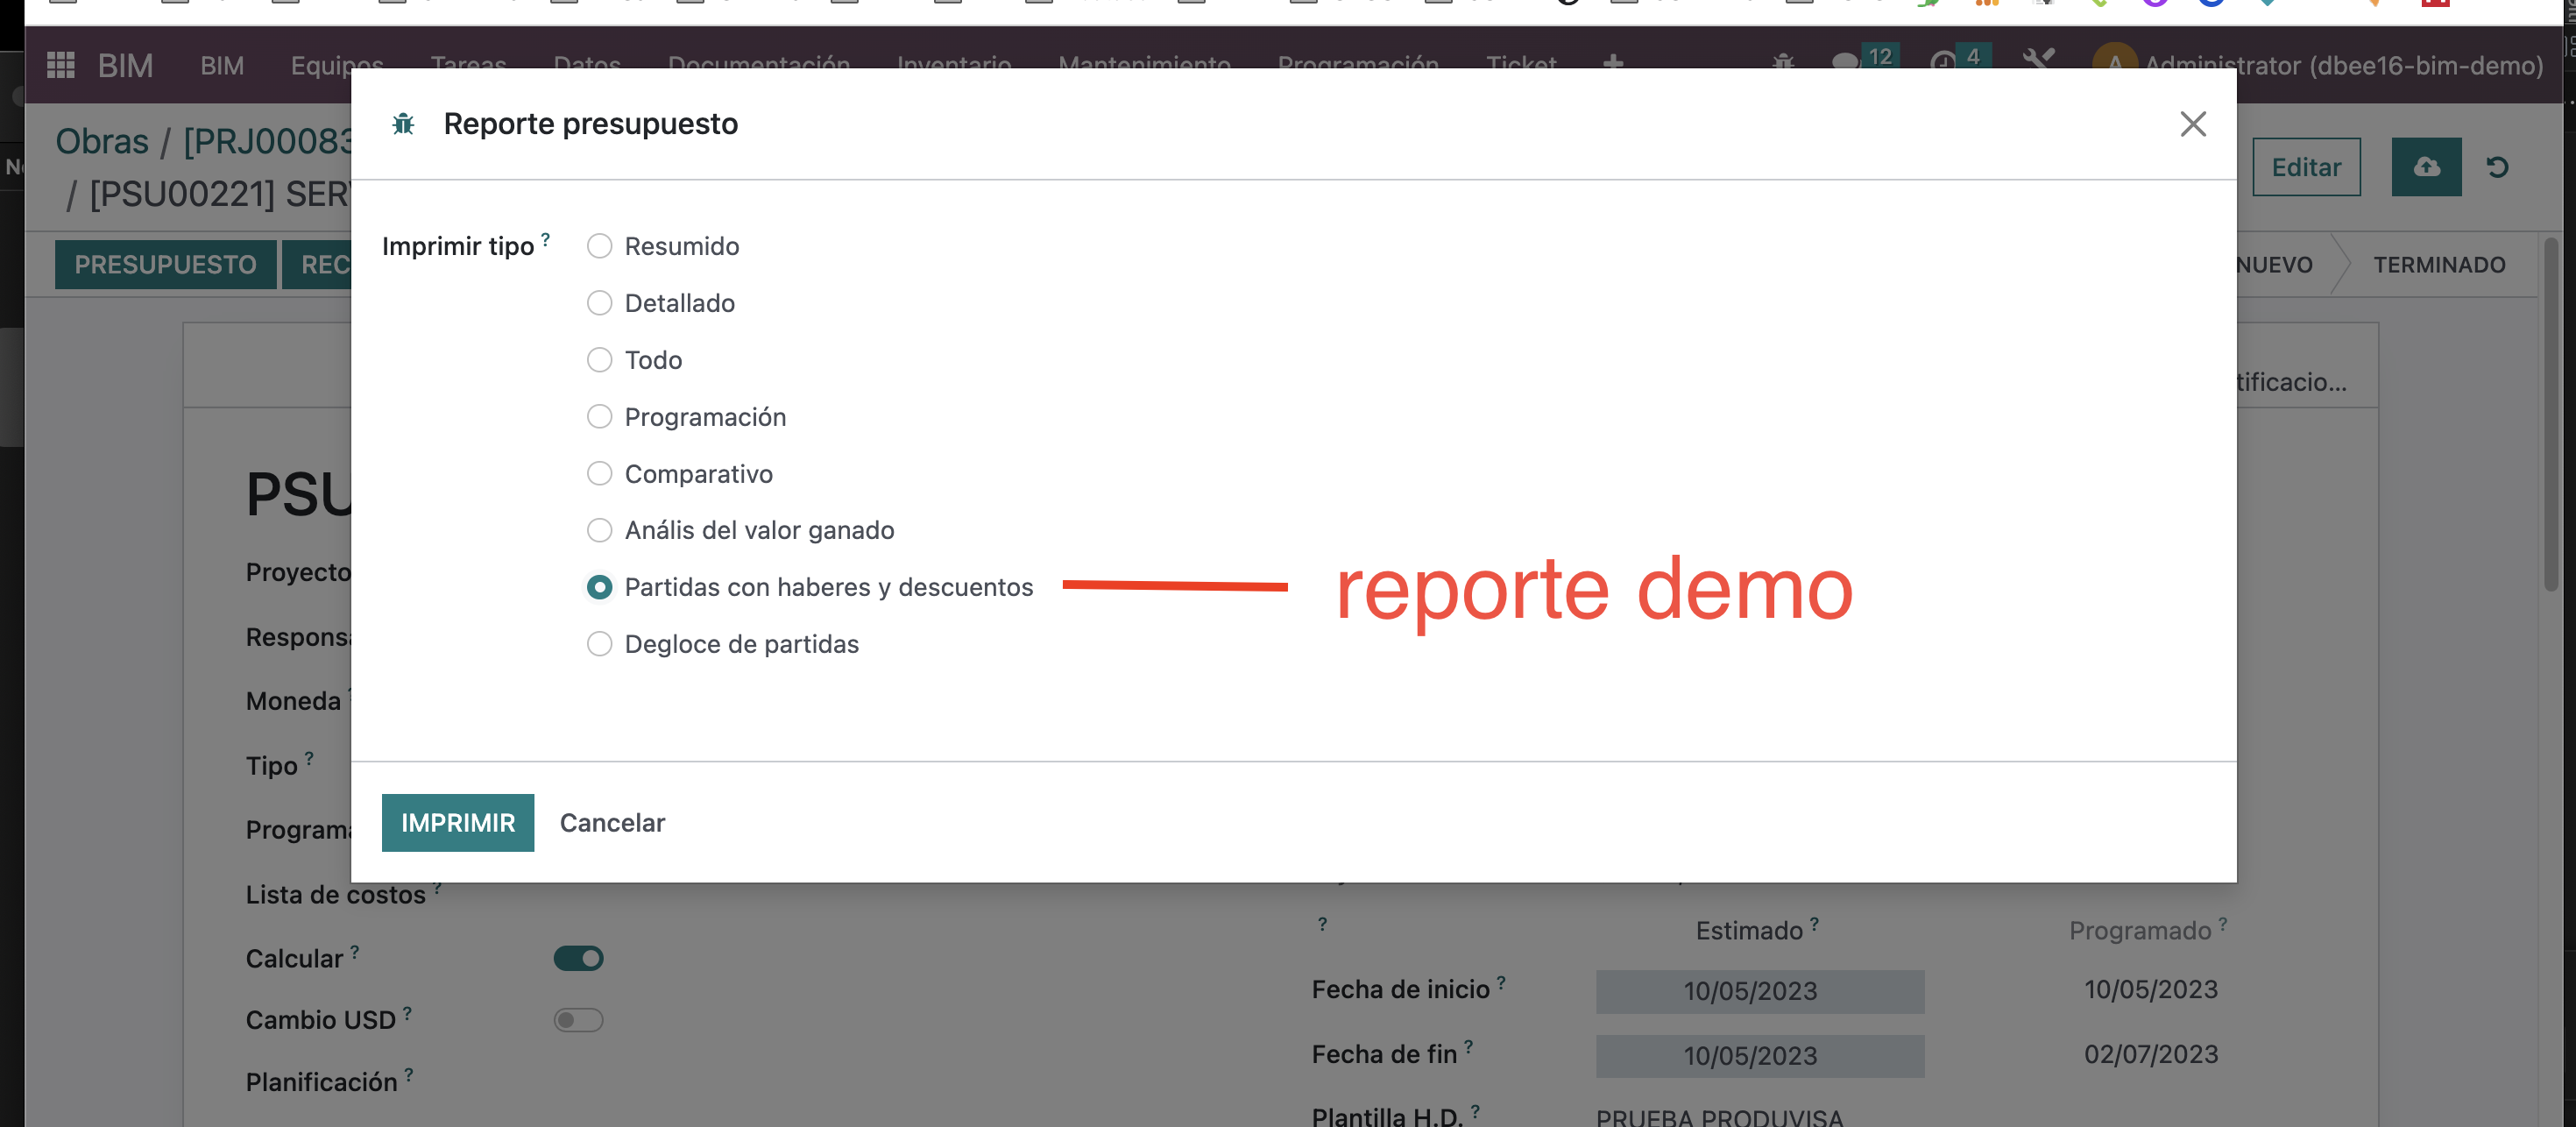 BIM BIM Equipos Tareas Datos Documentación Inventario Mantenimiento Programación Ticket 12 4 A Administrator (dbee16-bim-demo)
Obras / [PRJ00083
/ [PSU00221] SER
Editar
PRESUPUESTO REC
NUEVO TERMINADO
tificacio...
Reporte presupuesto
Imprimir tipo ?
Resumido
Detallado
Todo
Programación
Comparativo
Anális del valor ganado
Partidas con haberes y descuentos
reporte demo
Degloce de partidas
IMPRIMIR Cancelar
PSU
Proyecto
Responsa
Moneda ?
Tipo ?
Programa
Lista de costos ?
Calcular ?
Cambio USD ?
Planificación ?
? Estimado ? Programado ?
Fecha de inicio ? 10/05/2023 10/05/2023
Fecha de fin ? 10/05/2023 02/07/2023
Plantilla H.D. ? PRUEBA PRODUVISA